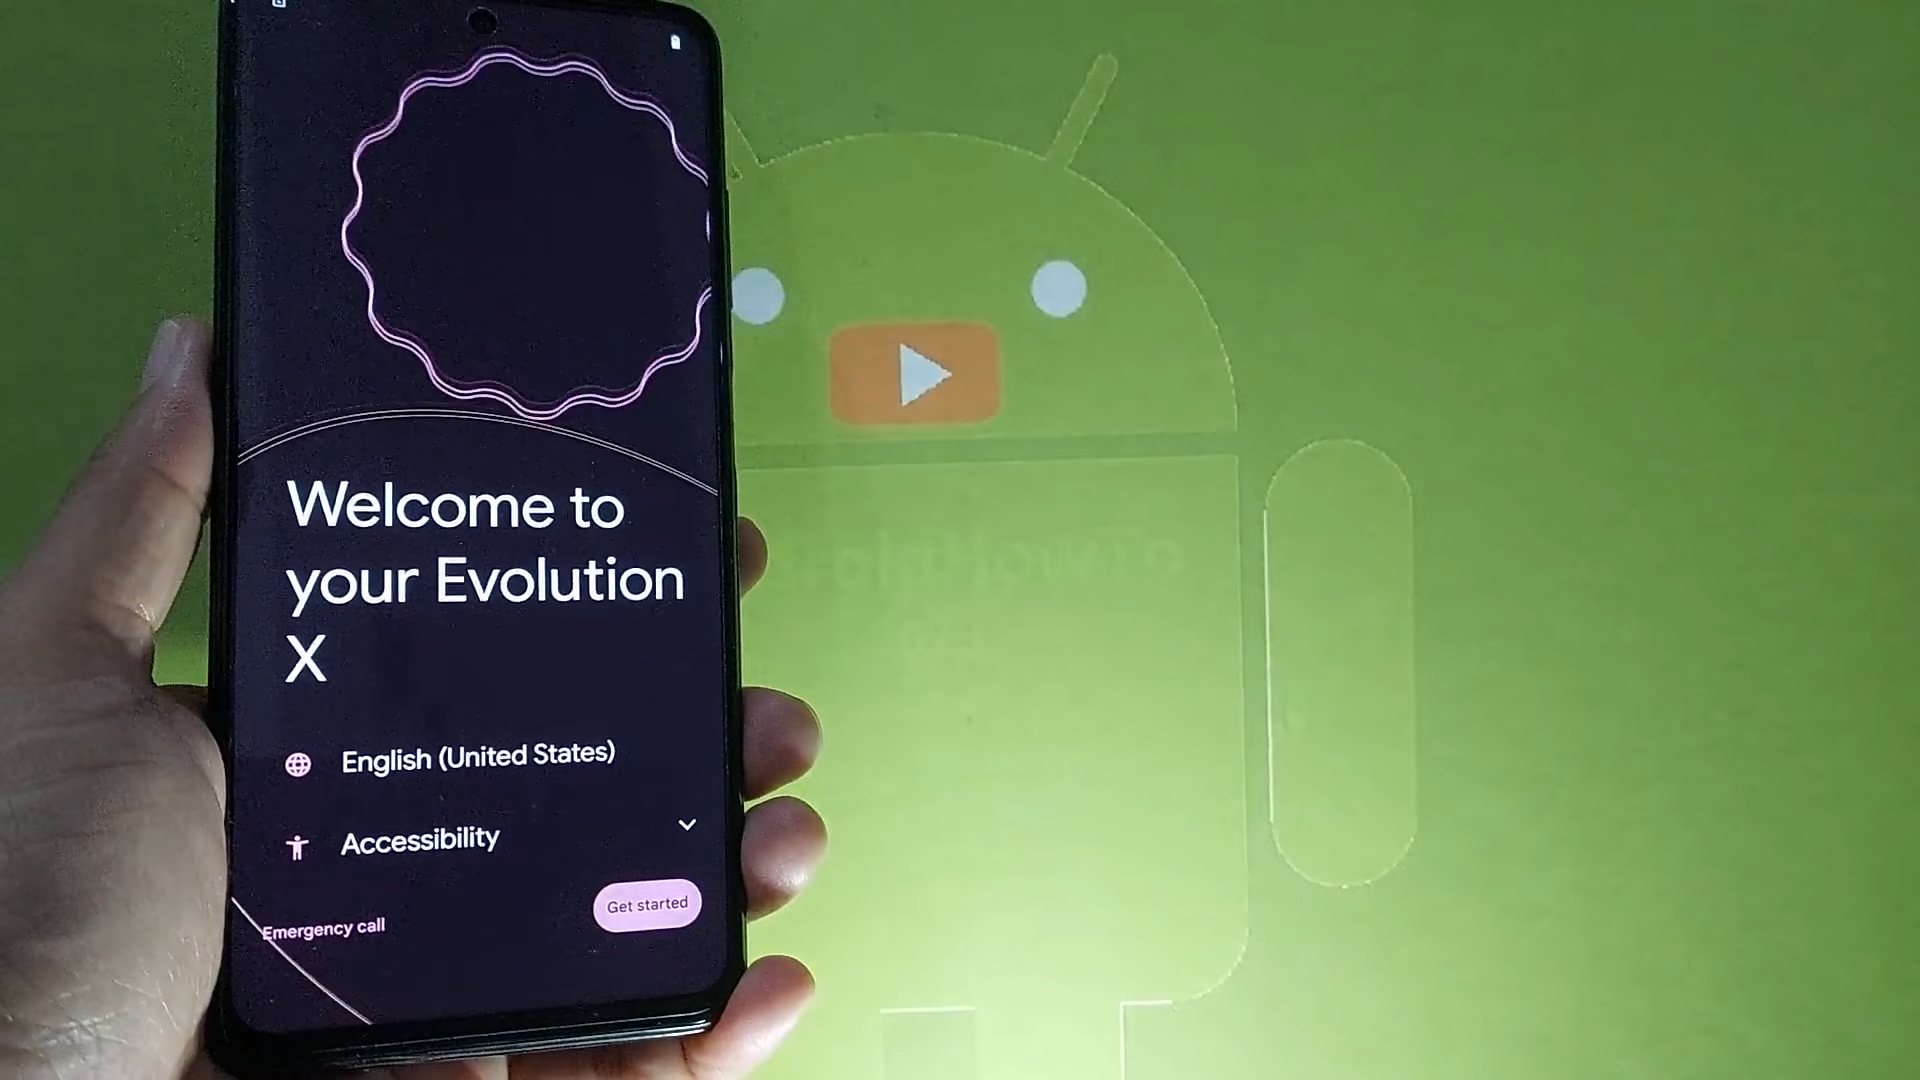 Welcome to
your Evolution
X
English (United States)
Accessibility
Emergency call
Get started